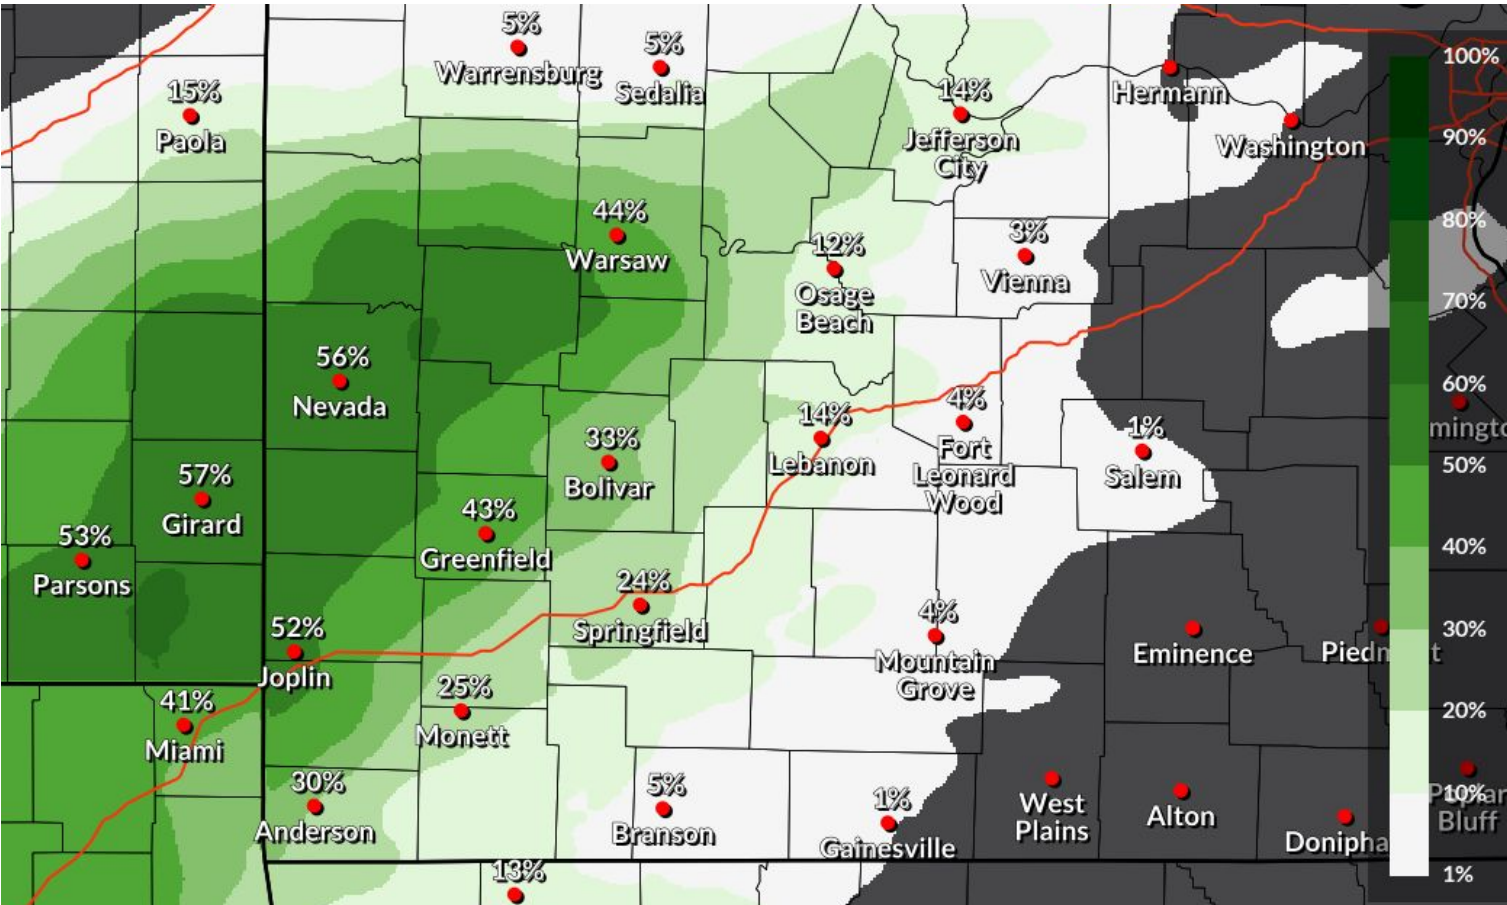 5%
Warrensburg
5%
Sedalia
100%
15%
Paola
14%
Jefferson
City
Hermann
Washington
90%
44%
Warsaw
12%
Osage
Beach
3%
Vienna
80%
70%
56%
Nevada
14%
Lebanon
4%
Fort
Leonard
Wood
1%
Salem
60%
mingto
57%
Girard
33%
Bolivar
50%
53%
Parsons
43%
Greenfield
40%
24%
Springfield
4%
Mountain
Grove
Eminence
30%
52%
Joplin
41%
Miami
25%
Monett
20%
30%
Anderson
5%
Branson
1%
Gainesville
West
Plains
Alton
Donipha
10%
Bluff
13%
1%